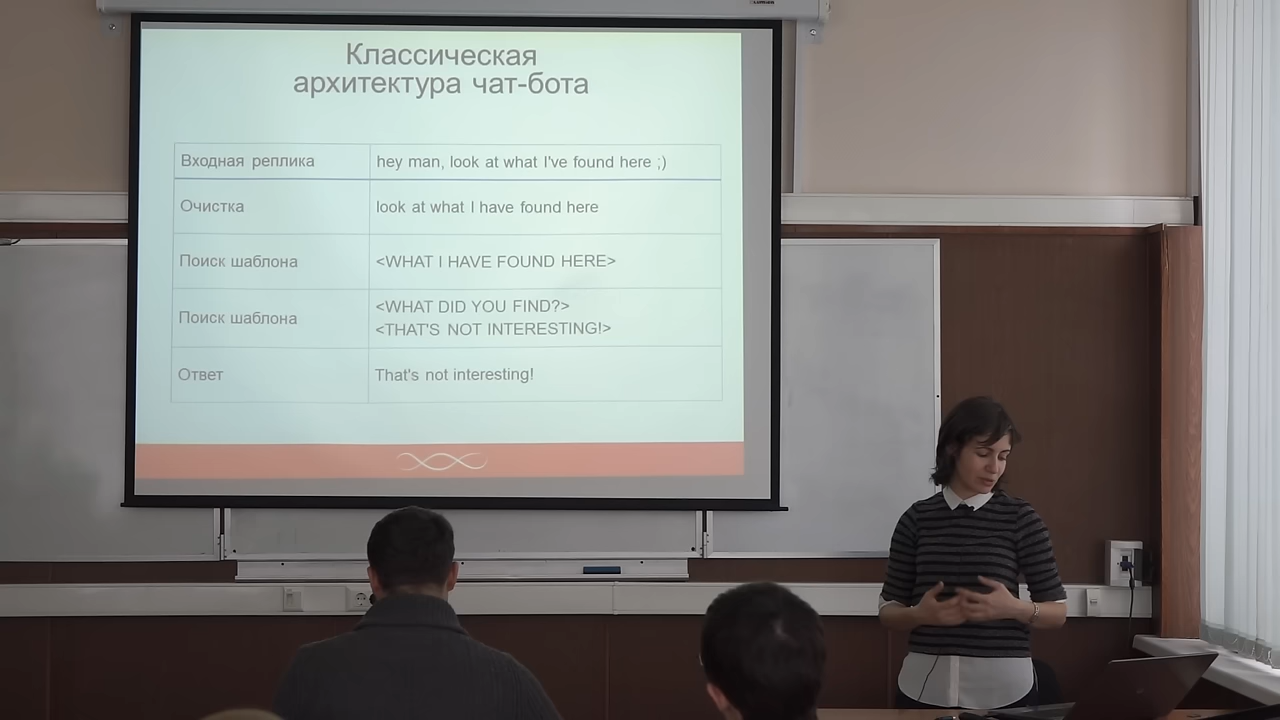 Классическая
архитектура чат-бота
Входная реплика
hey man, look at what I've found here ;)
Очистка
look at what I have found here
Поиск шаблона
<WHAT I HAVE FOUND HERE>
Поиск шаблона
<WHAT DID YOU FIND?>
<THAT'S NOT INTERESTING!>
Ответ
That's not interesting!